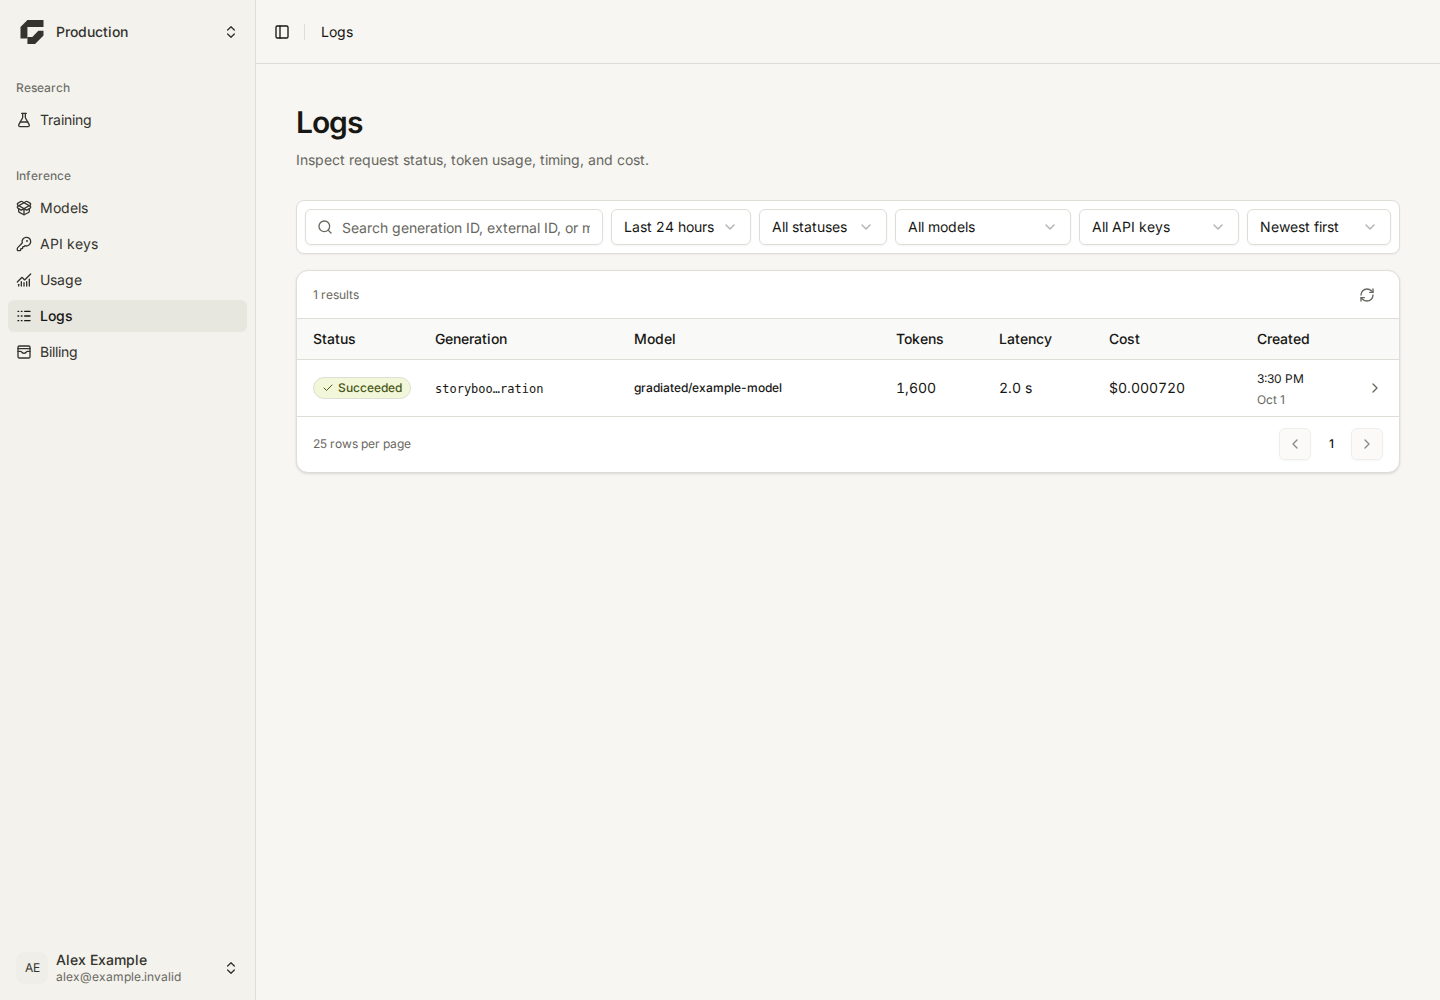 Production
Logs
Research
Training
Inference
Models
API keys
Usage
Logs
Billing
Logs
Inspect request status, token usage, timing, and cost.
Search generation ID, external ID, or m
Last 24 hours
All statuses
All models
All API keys
Newest first
1 results
Status Generation Model Tokens Latency Cost Created
Succeeded storyboo…ration gradiated/example-model 1,600 2.0 s $0.000720 3:30 PM
Oct 1
25 rows per page
1
AE
Alex Example
alex@example.invalid